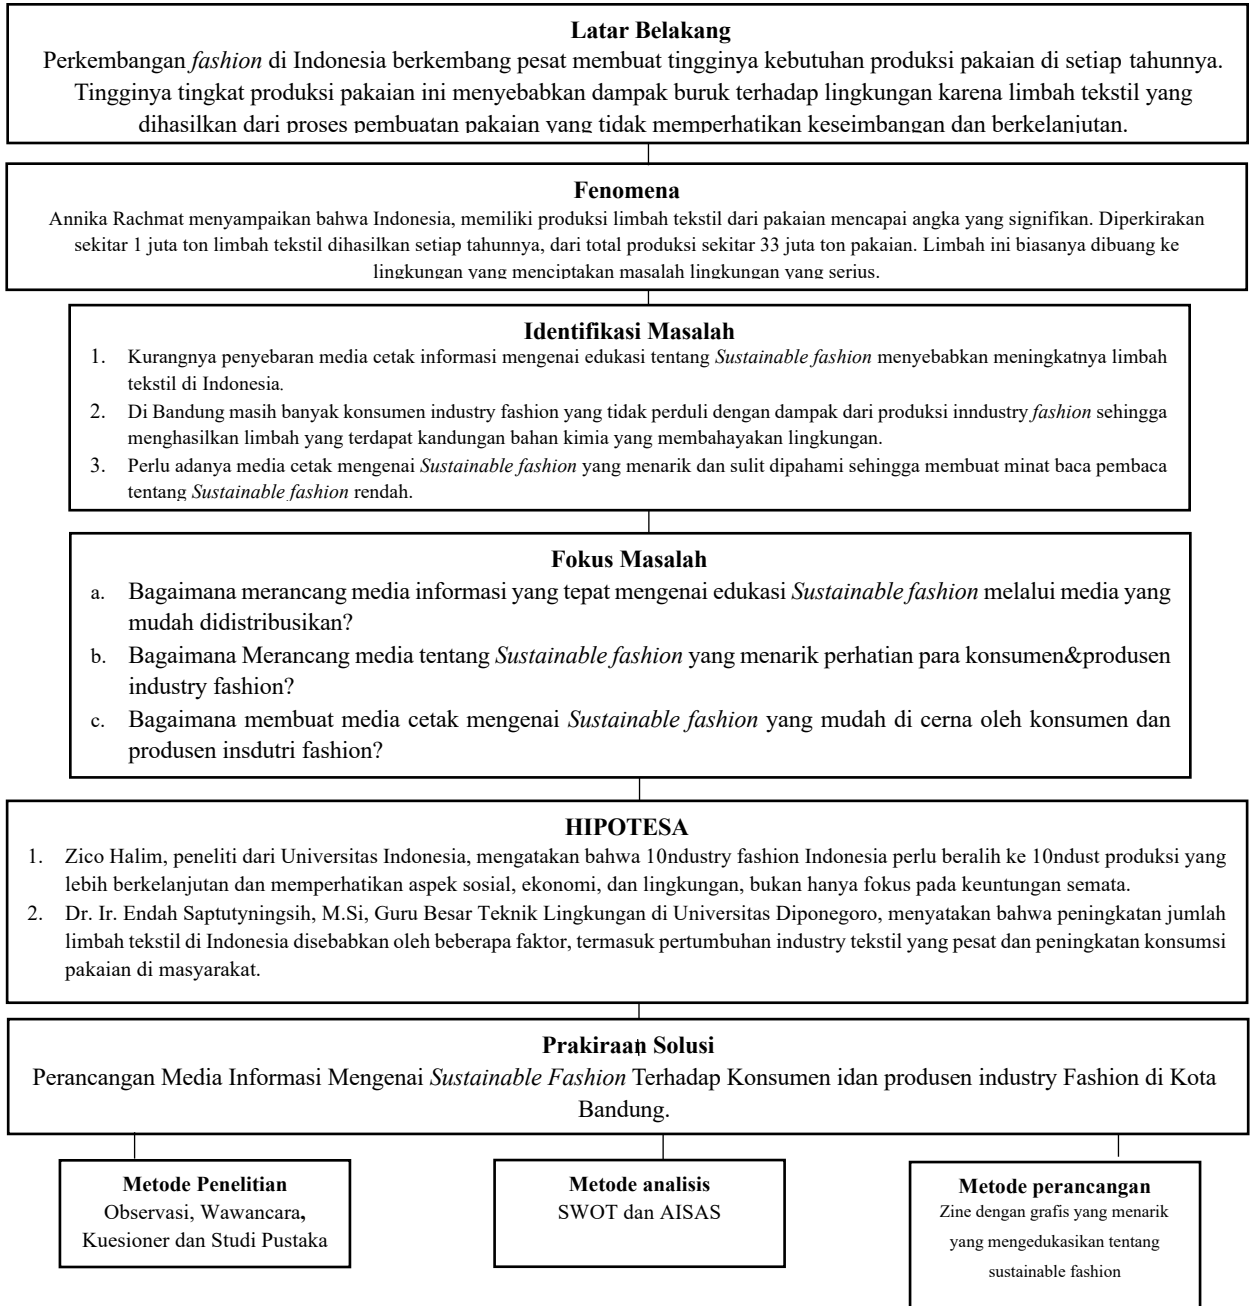 Latar Belakang
Perkembangan fashion di Indonesia berkembang pesat membuat tingginya kebutuhan produksi pakaian di setiap tahunnya.
Tingginya tingkat produksi pakaian ini menyebabkan dampak buruk terhadap lingkungan karena limbah tekstil yang
dihasilkan dari proses pembuatan pakaian yang tidak memperhatikan keseimbangan dan berkelanjutan.
Fenomena
Annika Rachmat menyampaikan bahwa Indonesia, memiliki produksi limbah tekstil dari pakaian mencapai angka yang signifikan. Diperkirakan
sekitar 1 juta ton limbah tekstil dihasilkan setiap tahunnya, dari total produksi sekitar 33 juta ton pakaian. Limbah ini biasanya dibuang ke
lingkungan yang menciptakan masalah lingkungan yang serius.
Identifikasi Masalah
1. Kurangnya penyebaran media cetak informasi mengenai edukasi tentang Sustainable fashion menyebabkan meningkatnya limbah
tekstil di Indonesia.
2. Di Bandung masih banyak konsumen industry fashion yang tidak perduli dengan dampak dari produksi inndustry fashion sehingga
menghasilkan limbah yang terdapat kandungan bahan kimia yang membahayakan lingkungan.
3. Perlu adanya media cetak mengenai Sustainable fashion yang menarik dan sulit dipahami sehingga membuat minat baca pembaca
tentang Sustainable fashion rendah.
Fokus Masalah
a. Bagaimana merancang media informasi yang tepat mengenai edukasi Sustainable fashion melalui media yang
mudah didistribusikan?
b. Bagaimana Merancang media tentang Sustainable fashion yang menarik perhatian para konsumen&produsen
industry fashion?
c. Bagaimana membuat media cetak mengenai Sustainable fashion yang mudah di cerna oleh konsumen dan
produsen insdutri fashion?
HIPOTESA
1. Zico Halim, peneliti dari Universitas Indonesia, mengatakan bahwa 10ndustry fashion Indonesia perlu beralih ke 10ndust produksi yang
lebih berkelanjutan dan memperhatikan aspek sosial, ekonomi, dan lingkungan, bukan hanya fokus pada keuntungan semata.
2. Dr. Ir. Endah Saptutyningsih, M.Si, Guru Besar Teknik Lingkungan di Universitas Diponegoro, menyatakan bahwa peningkatan jumlah
limbah tekstil di Indonesia disebabkan oleh beberapa faktor, termasuk pertumbuhan industry tekstil yang pesat dan peningkatan konsumsi
pakaian di masyarakat.
Prakiraan Solusi
Perancangan Media Informasi Mengenai Sustainable Fashion Terhadap Konsumen idan produsen industry Fashion di Kota
Bandung.
Metode Penelitian
Observasi, Wawancara,
Kuesioner dan Studi Pustaka
Metode analisis
SWOT dan AISAS
Metode perancangan
Zine dengan grafis yang menarik
yang mengedukasikan tentang
sustainable fashion